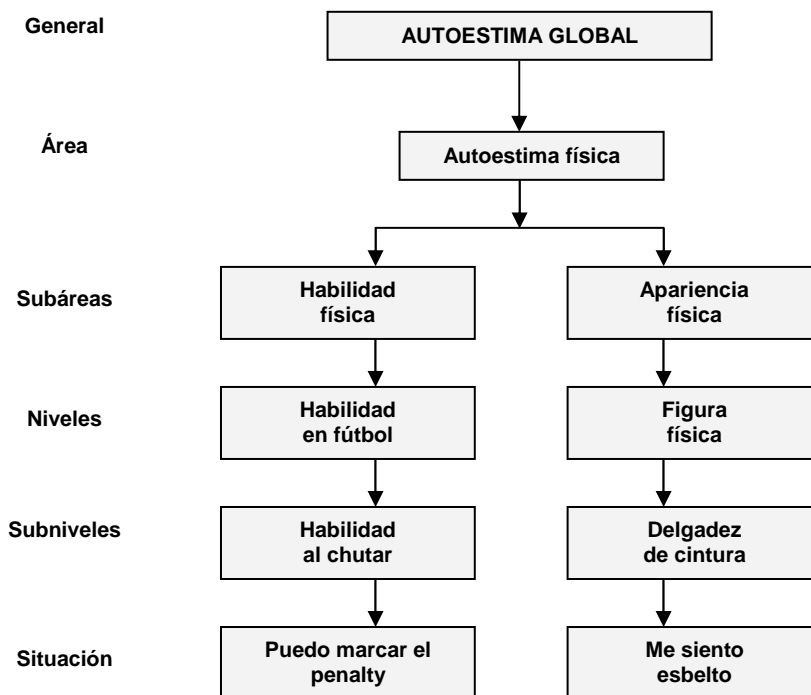 General
AUTOESTIMA GLOBAL
Área
Autoestima física
Subáreas
Habilidad
física
Apariencia
física
Niveles
Habilidad
en fútbol
Figura
física
Subniveles
Habilidad
al chutar
Delgadez
de cintura
Situación
Puedo marcar el
penalty
Me siento
esbelto